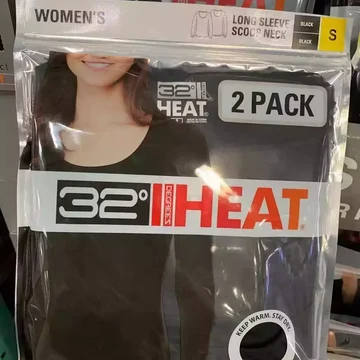 WOMEN'S
LONG SLEEVE
SCOOP NECK
BLACK
BLACK
S
32°
HEAT
2 PACK
32° DEGREES HEAT
KEEP WARM. STAY DRY.